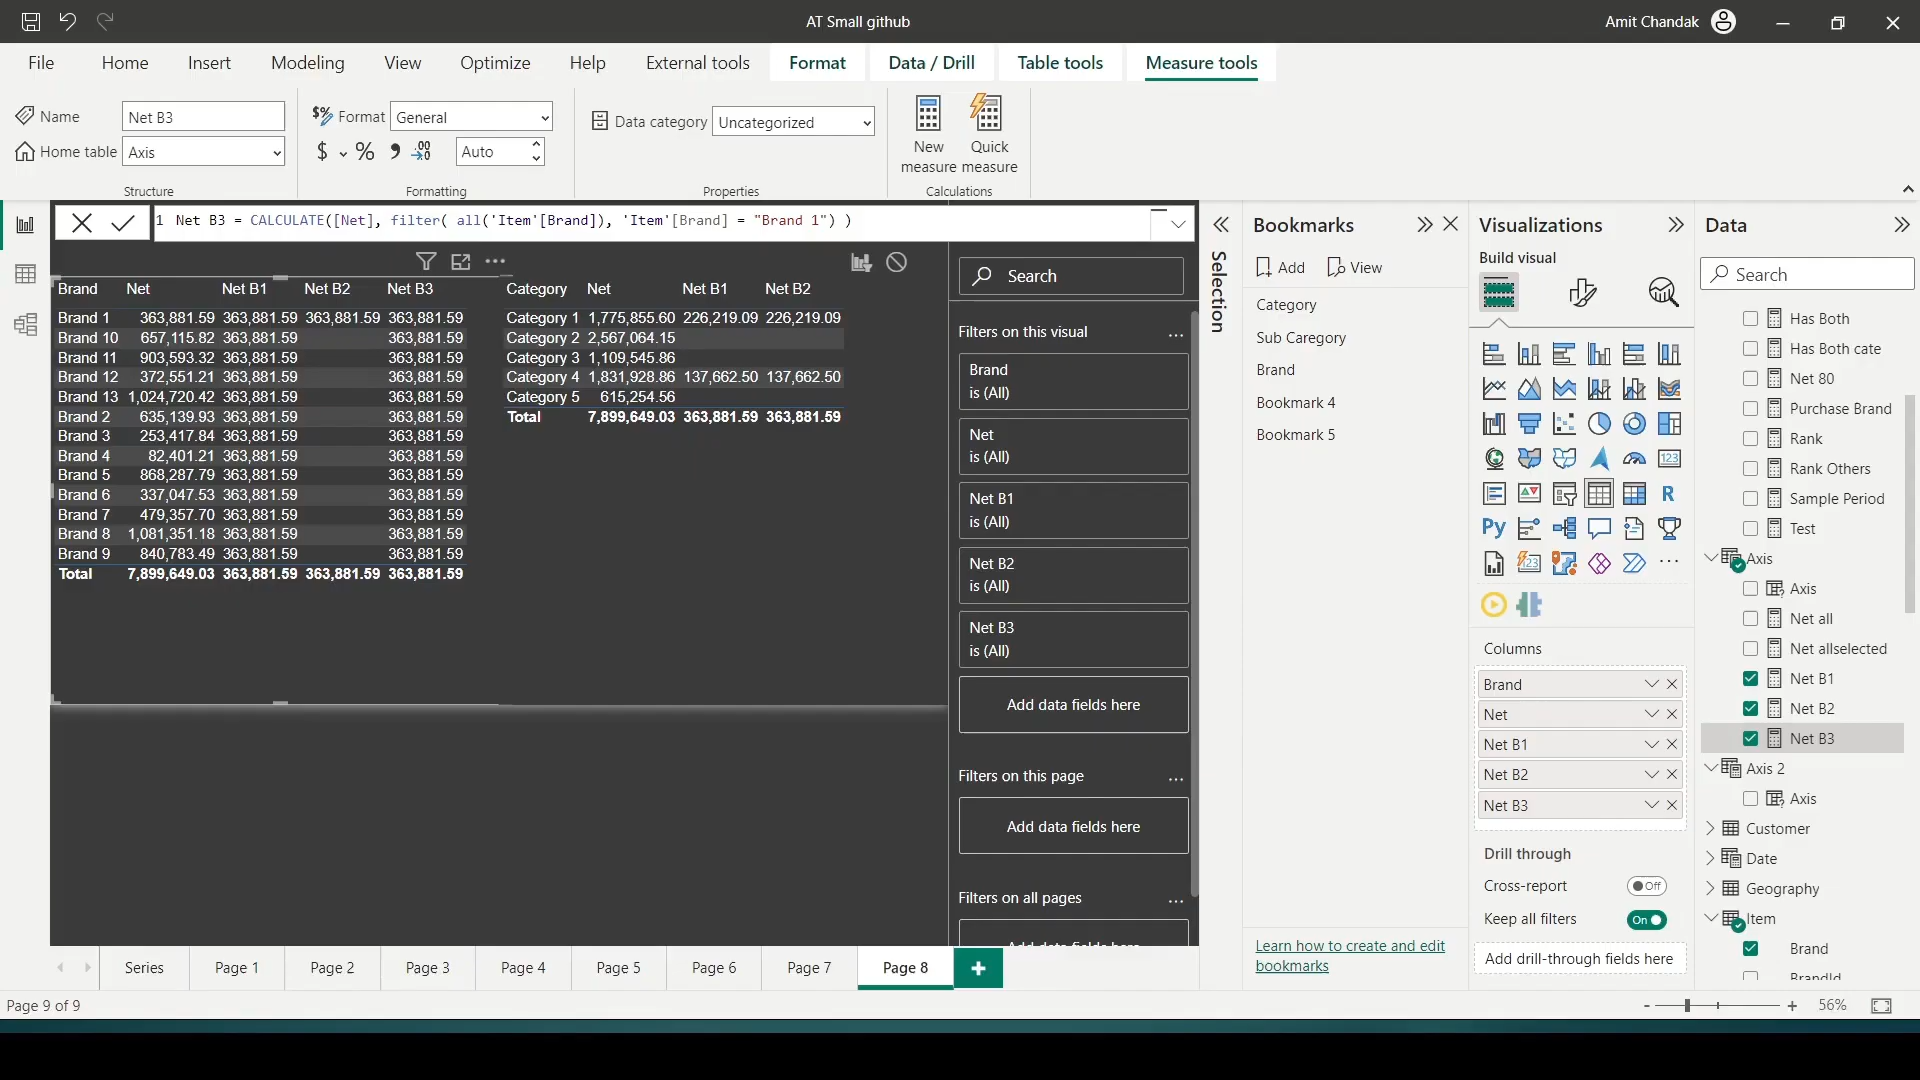 AT Small github
Amit Chandak
File Home Insert Modeling View Optimize Help External tools Format Data / Drill Table tools Measure tools
Name Net B3
Home table Axis
Structure
$% Format General
$ % , .00 Auto
Formatting
Data category Uncategorized
Properties
New measure
Quick measure
Calculations
1 Net B3 = CALCULATE([Net], filter( all('Item'[Brand]), 'Item'[Brand] = "Brand 1") )
Brand Net Net B1 Net B2 Net B3
Brand 1 363,881.59 363,881.59 363,881.59 363,881.59
Brand 10 657,115.82 363,881.59 363,881.59
Brand 11 903,593.32 363,881.59 363,881.59
Brand 12 372,551.21 363,881.59 363,881.59
Brand 13 1,024,720.42 363,881.59 363,881.59
Brand 2 635,139.93 363,881.59 363,881.59
Brand 3 253,417.84 363,881.59 363,881.59
Brand 4 82,401.21 363,881.59 363,881.59
Brand 5 868,287.79 363,881.59 363,881.59
Brand 6 337,047.53 363,881.59 363,881.59
Brand 7 479,357.70 363,881.59 363,881.59
Brand 8 1,081,351.18 363,881.59 363,881.59
Brand 9 840,783.49 363,881.59 363,881.59
Total 7,899,649.03 363,881.59 363,881.59 363,881.59
Category Net Net B1 Net B2
Category 1 1,775,855.60 226,219.09 226,219.09
Category 2 2,567,064.15
Category 3 1,109,545.86
Category 4 1,831,928.86 137,662.50 137,662.50
Category 5 615,254.56
Total 7,899,649.03 363,881.59 363,881.59
Search
Filters on this visual
Brand
is (All)
Net
is (All)
Net B1
is (All)
Net B2
is (All)
Net B3
is (All)
Add data fields here
Filters on this page
Add data fields here
Filters on all pages
Add data fields here
Selection
Bookmarks
Add View
Category
Sub Caregory
Brand
Bookmark 4
Bookmark 5
Learn how to create and edit
bookmarks
Visualizations
Build visual
123
R
Py
123
Columns
Brand
Net
Net B1
Net B2
Net B3
Drill through
Cross-report Off
Keep all filters On
Add drill-through fields here
Data
Search
Has Both
Has Both cate
Net 80
Purchase Brand
Rank
Rank Others
Sample Period
Test
Axis
Axis
Net all
Net allselected
Net B1
Net B2
Net B3
Axis 2
Axis
Customer
Date
Geography
Item
Brand
BrandId
Series Page 1 Page 2 Page 3 Page 4 Page 5 Page 6 Page 7 Page 8
Page 9 of 9
- + 56%